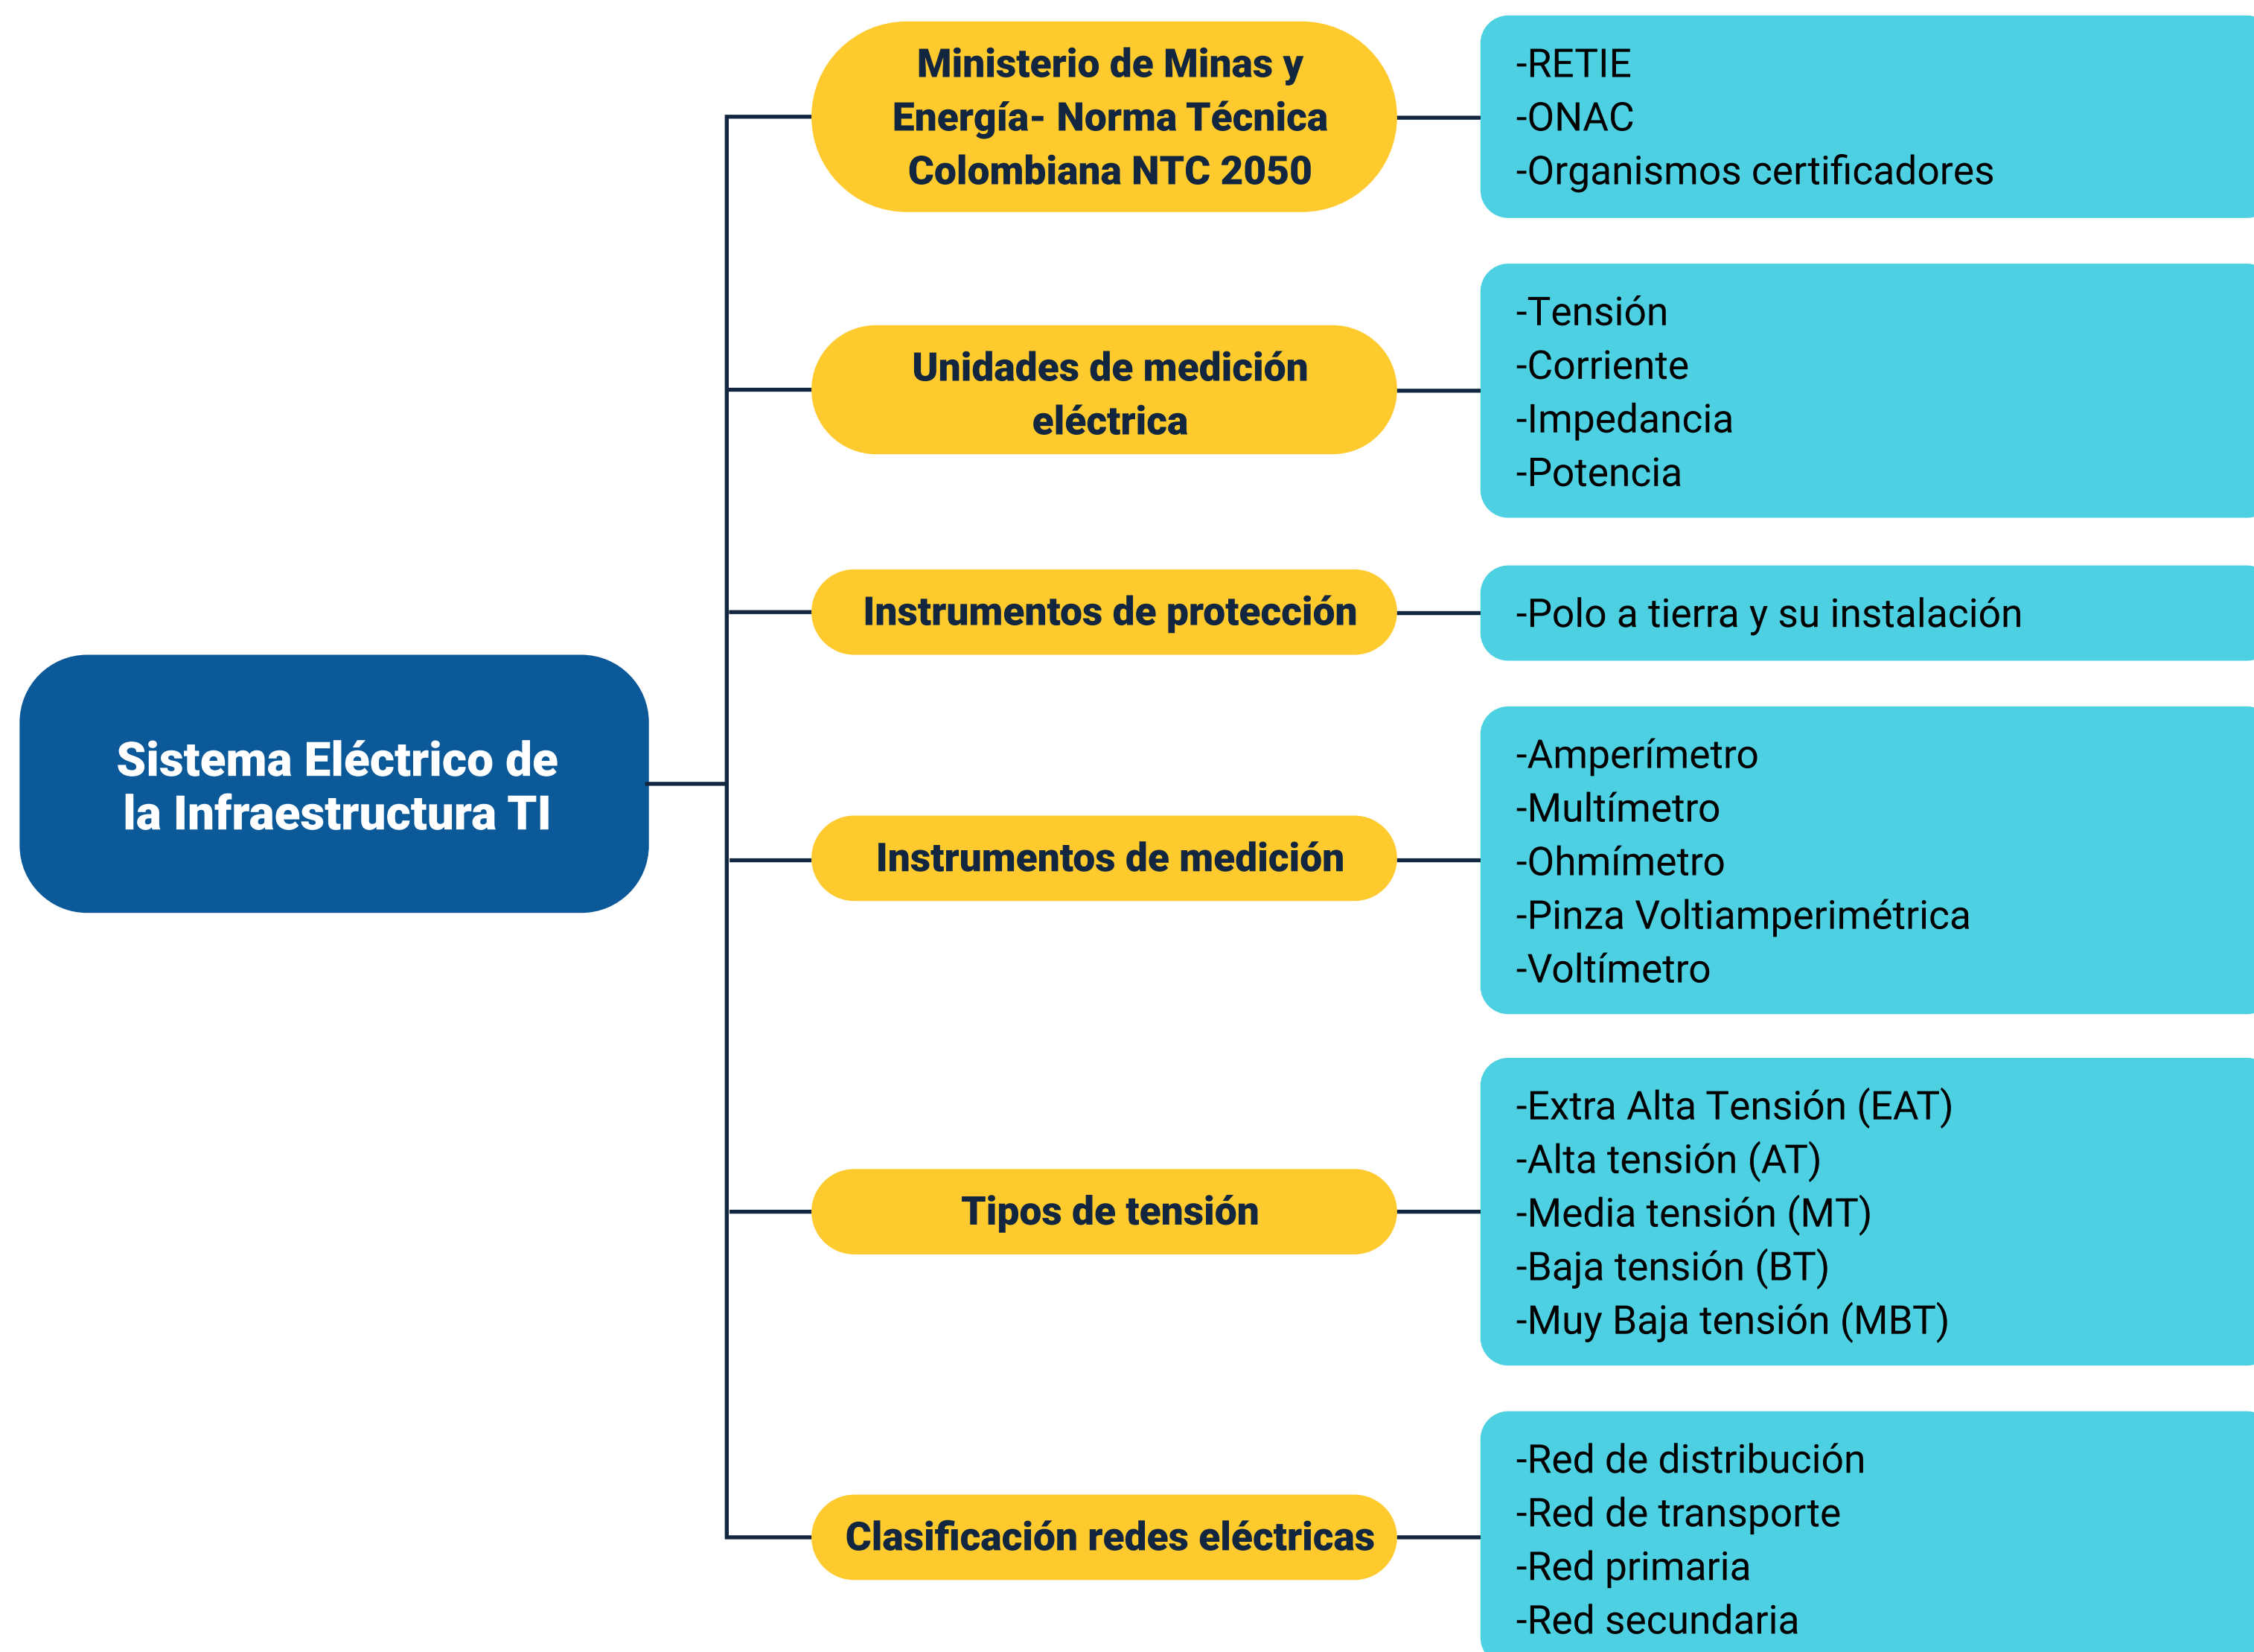 Sistema Eléctrico de
la Infraestructura TI
Ministerio de Minas y
Energía- Norma Técnica
Colombiana NTC 2050
-RETIE
-ONAC
-Organismos certificadores
Unidades de medición
eléctrica
-Tensión
-Corriente
-Impedancia
-Potencia
Instrumentos de protección
-Polo a tierra y su instalación
Instrumentos de medición
-Amperímetro
-Multímetro
-Ohmímetro
-Pinza Voltiamperimétrica
-Voltímetro
Tipos de tensión
-Extra Alta Tensión (EAT)
-Alta tensión (AT)
-Media tensión (MT)
-Baja tensión (BT)
-Muy Baja tensión (MBT)
Clasificación redes eléctricas
-Red de distribución
-Red de transporte
-Red primaria
-Red secundaria